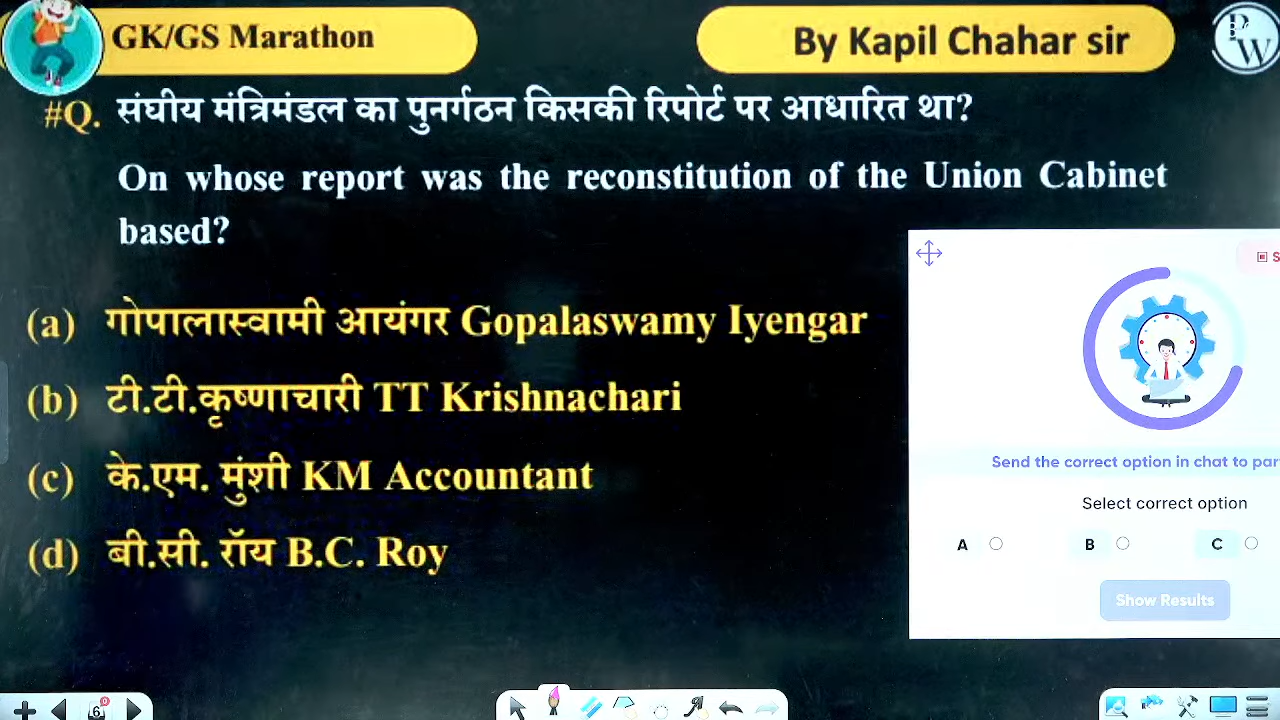 GK/GS Marathon
By Kapil Chahar sir
PW
#Q. संघीय मंत्रिमंडल का पुनर्गठन किसकी रिपोर्ट पर आधारित था?
On whose report was the reconstitution of the Union Cabinet
based?
(a) गोपालास्वामी आयंगर Gopalaswamy Iyengar
(b) टी.टी.कृष्णाचारी TT Krishnachari
(c) के.एम. मुंशी KM Accountant
(d) बी.सी. रॉय B.C. Roy
Send the correct option in chat to par
Select correct option
A B C
Show Results
6